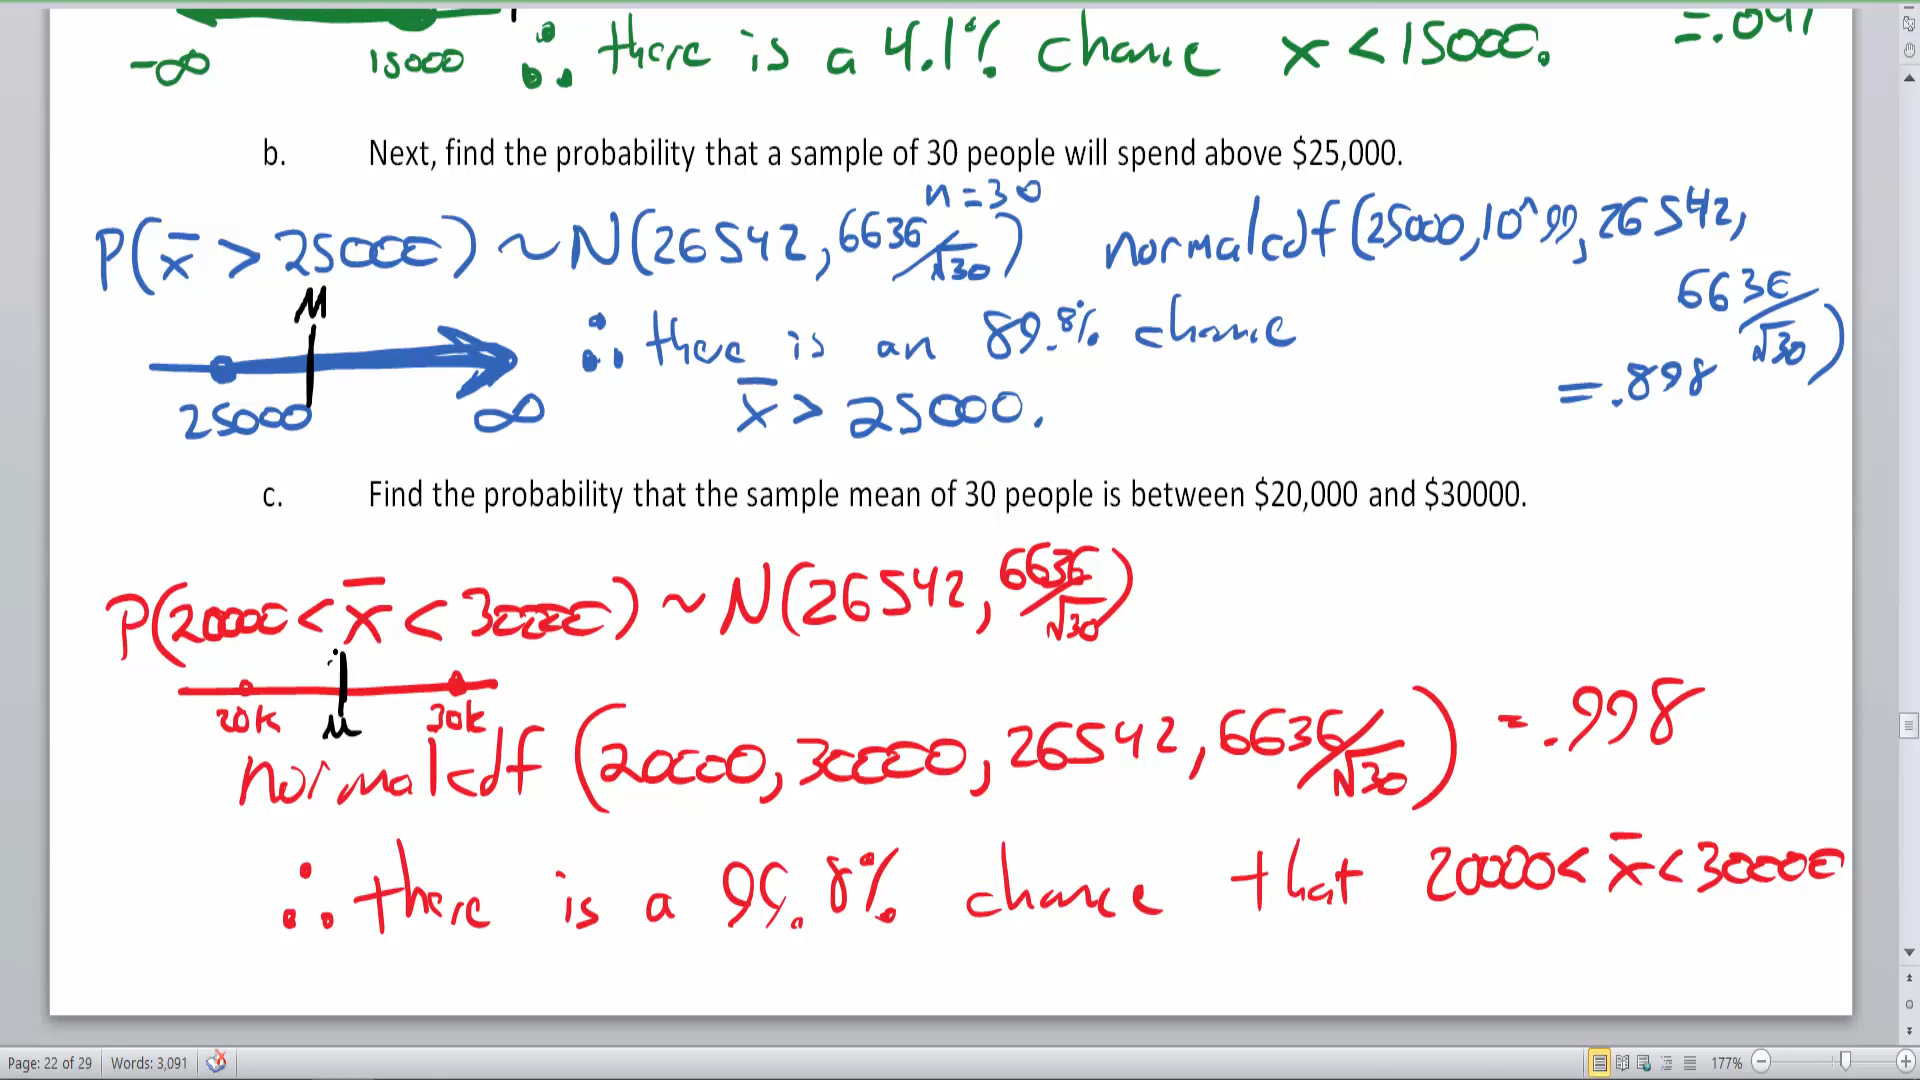 -∞ 15000 ∴ there is a 4.1% chance x < 15000. = .041
b. Next, find the probability that a sample of 30 people will spend above $25,000.
n = 30
P(x̄ > 25000) ~ N(26542, 6636/√30) normalcdf(25000, 10^99, 26542, 6636/√30)
= .898
M
25000 ∞
∴ there is an 89.8% chance
x̄ > 25000.
c. Find the probability that the sample mean of 30 people is between $20,000 and $30000.
P(20000 < x̄ < 30000) ~ N(26542, 6636/√30)
20k μ 30k
normalcdf (20000, 30000, 26542, 6636/√30) = .998
∴ there is a 99.8% chance that 20000 < x̄ < 30000
Page: 22 of 29 Words: 3,091 177%